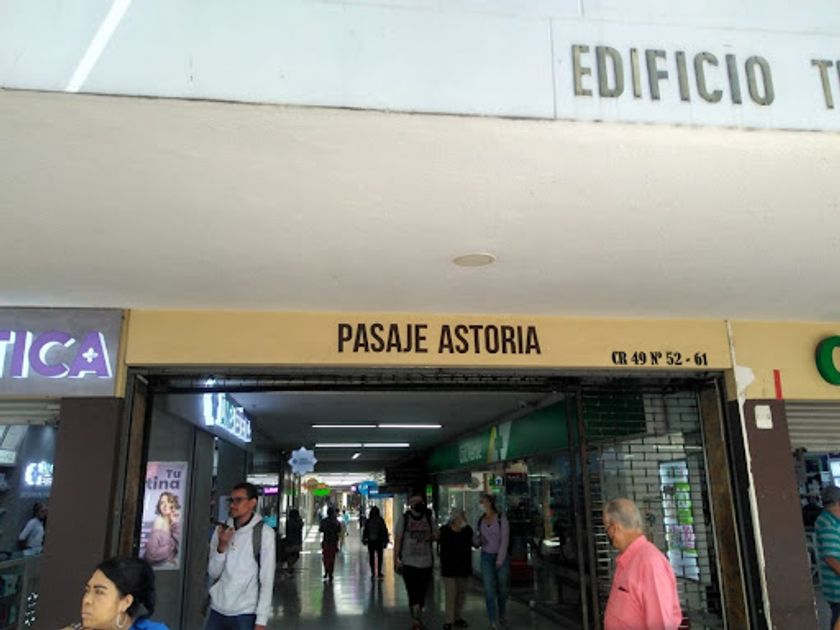 EDIFICIO
TICA
PASAJE ASTORIA
CR 49 Nº 52 - 61
Tu
tina